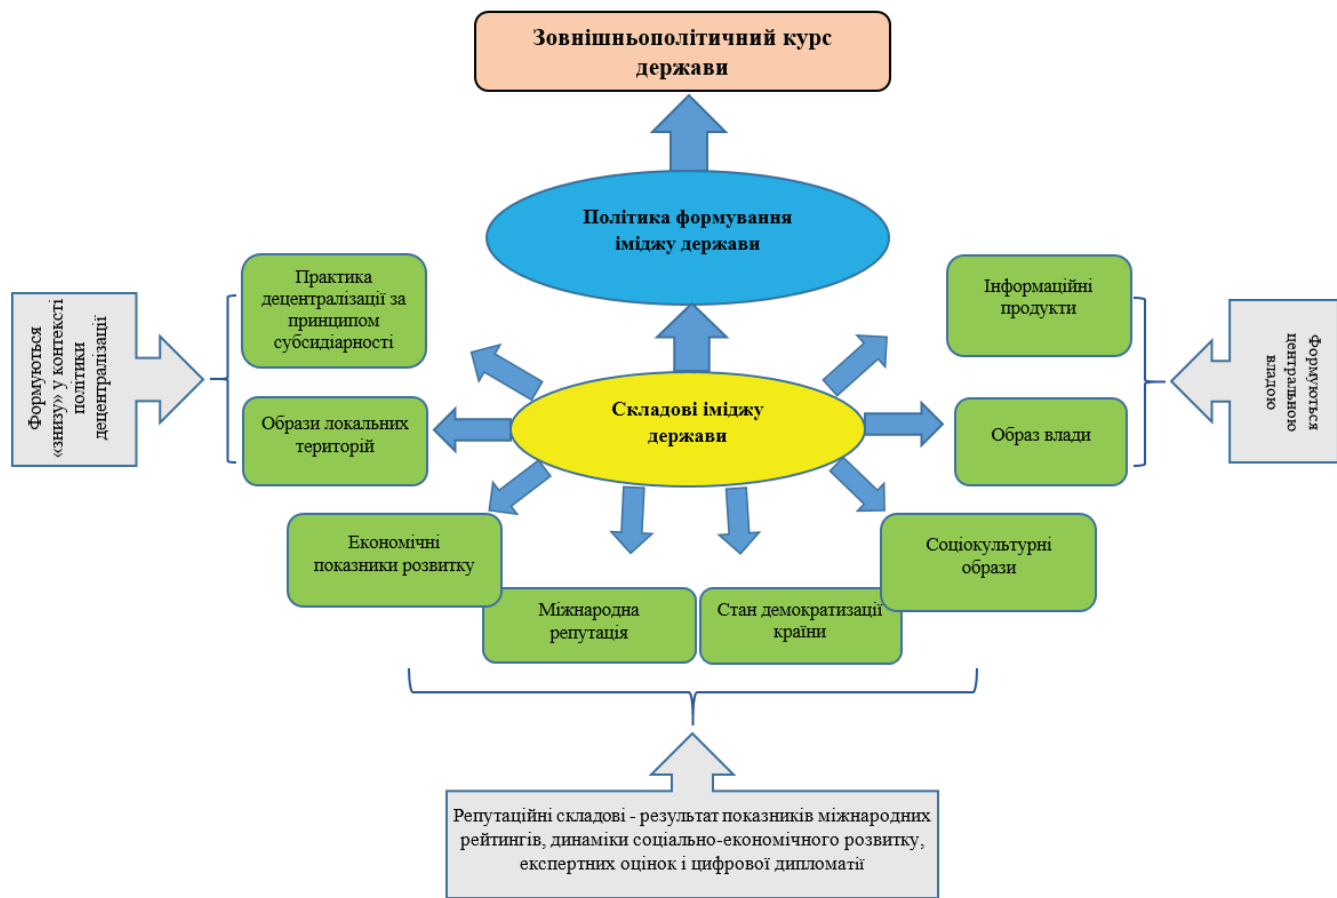 Зовнішньополітичний курс
держави
Політика формування
іміджу держави
Практика
децентралізації за
принципом
субсидіарності
Інформаційні
продукти
Формуються
«знизу» у контексті
політики
децентралізації
Формуються
центральною
владою
Складові іміджу
держави
Образи локальних
територій
Образ влади
Економічні
показники розвитку
Соціокультурні
образи
Міжнародна
репутація
Стан демократизації
країни
Репутаційні складові - результат показників міжнародних
рейтингів, динаміки соціально-економічного розвитку,
експертних оцінок і цифрової дипломатії